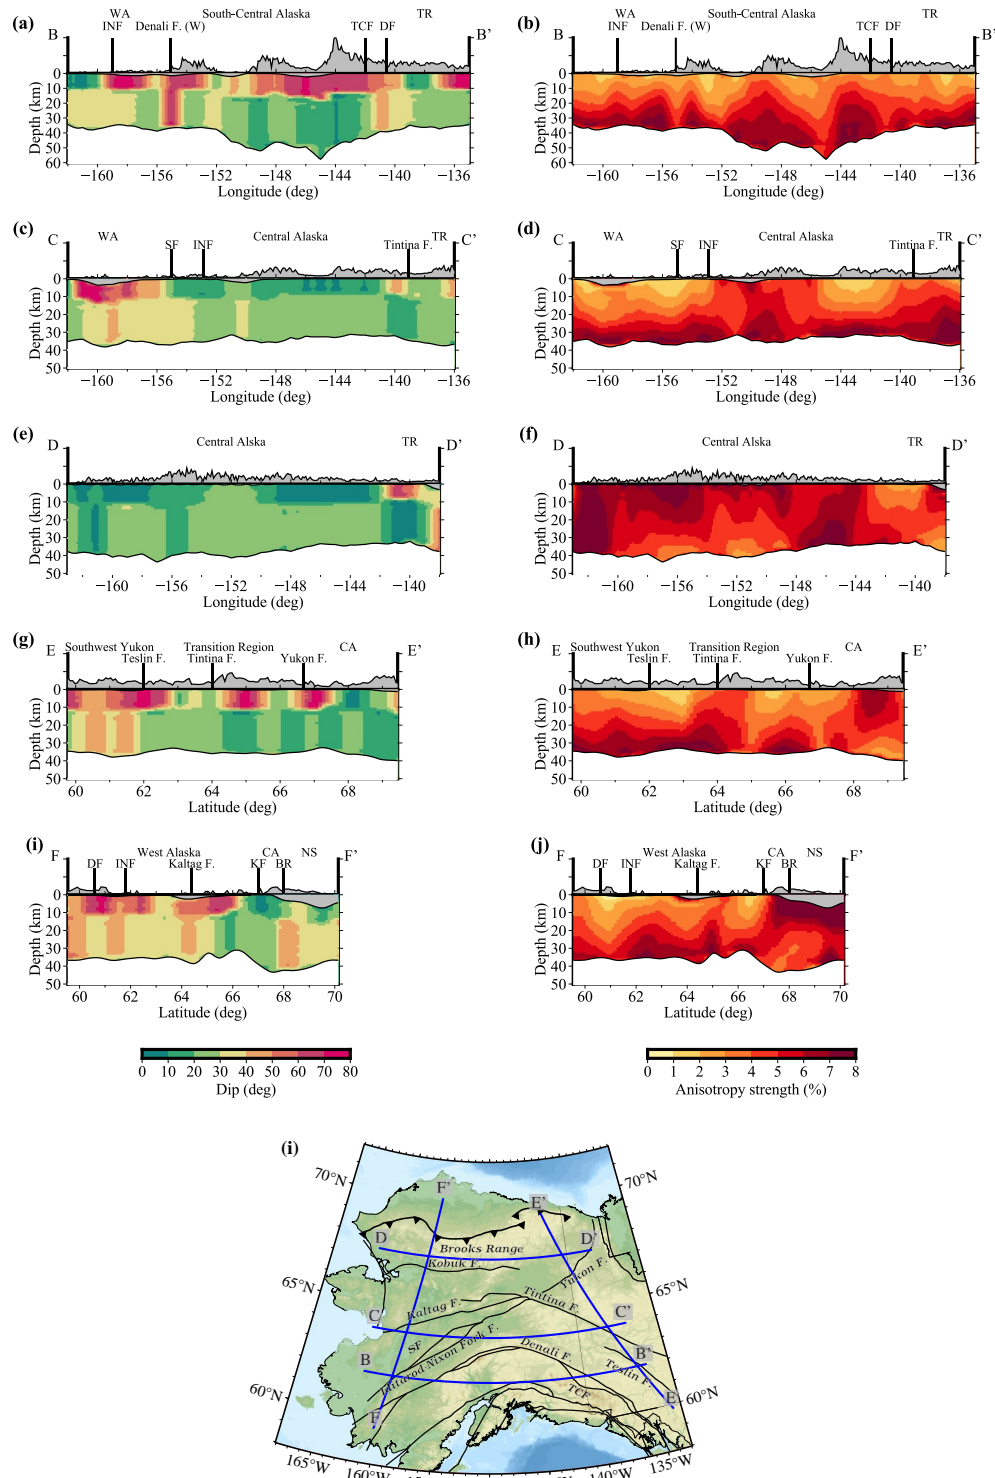 (a) WA South-Central Alaska TR
B INF Denali F. (W) TCF DF B’
0
10
20
30
40
50
60
Depth (km)
−160 −156 −152 −148 −144 −140 −136
Longitude (deg)
(b) WA South-Central Alaska TR
B INF Denali F. (W) TCF DF B’
0
10
20
30
40
50
60
Depth (km)
−160 −156 −152 −148 −144 −140 −136
Longitude (deg)
(c) WA Central Alaska TR
C SF INF Tintina F. C’
0
10
20
30
40
50
Depth (km)
−160 −156 −152 −148 −144 −140 −136
Longitude (deg)
(d) WA Central Alaska TR
C SF INF Tintina F. C’
0
10
20
30
40
50
Depth (km)
−160 −156 −152 −148 −144 −140 −136
Longitude (deg)
(e) Central Alska TR
D D’
0
10
20
30
40
50
Depth (km)
−160 −156 −152 −148 −144 −140
Longitude (deg)
(f) Central Alska TR
D D’
0
10
20
30
40
50
Depth (km)
−160 −156 −152 −148 −144 −140
Longitude (deg)
(g) Southwest Yukon Transition Region CA
E Teslin F. Tintina F. Yukon F. E’
0
10
20
30
40
50
Depth (km)
60 62 64 66 68
Latitude (deg)
(h) Southwest Yukon Transition Region CA
E Teslin F. Tintina F. Yukon F. E’
0
10
20
30
40
50
Depth (km)
60 62 64 66 68
Latitude (deg)
(i) West Alaska CA NS
F DF INF Kaltag F. KF BR F’
0
10
20
30
40
50
Depth (km)
60 62 64 66 68 70
Latitude (deg)
(j) West Alaska CA NS
F DF INF Kaltag F. KF BR F’
0
10
20
30
40
50
Depth (km)
60 62 64 66 68 70
Latitude (deg)
0 10 20 30 40 50 60 70 80
Dip (deg)
0 1 2 3 4 5 6 7 8
Anisotropy strength (%)
(i)
70°N 70°N
F' E'
D D'
Brooks Range
Kobuk F.
Yukon F.
65°N 65°N
Kaltag F. Tintina F.
C C'
SF
Iditarod Nixon Fork F.
Denali F.
B B'
Teslin F.
TCF
60°N 60°N
F E
165°W 160°W 140°W 135°W